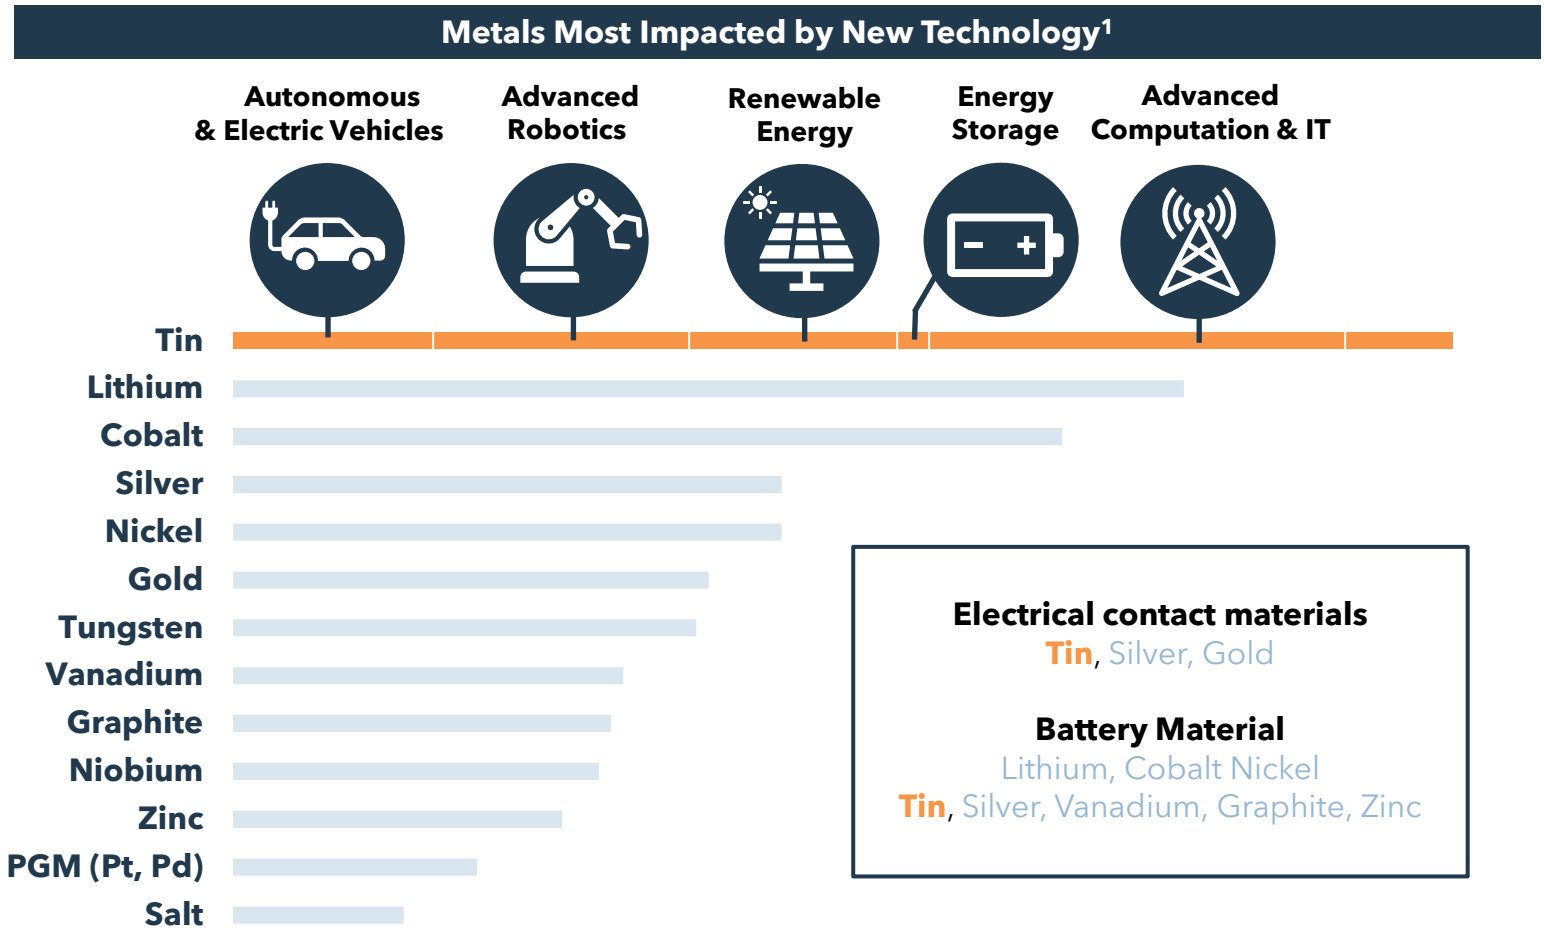 Metals Most Impacted by New Technology¹
Autonomous
& Electric Vehicles
Advanced
Robotics
Renewable
Energy
Energy
Storage
Advanced
Computation & IT
Tin
Lithium
Cobalt
Silver
Nickel
Gold
Tungsten
Vanadium
Graphite
Niobium
Zinc
PGM (Pt, Pd)
Salt
Electrical contact materials
Tin, Silver, Gold
Battery Material
Lithium, Cobalt Nickel
Tin, Silver, Vanadium, Graphite, Zinc